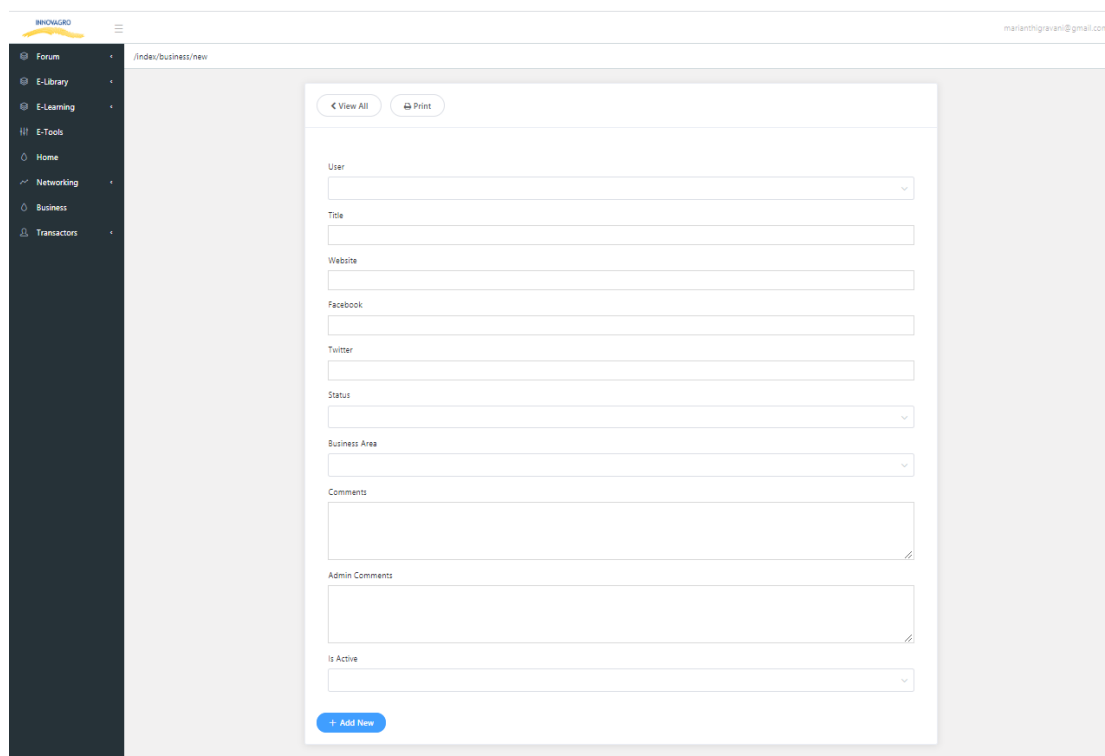 INNOVAGRO
marianthigravani@gmail.com
Forum
/index/business/new
E-Library
E-Learning
E-Tools
Home
Networking
Business
Transactors
View All
Print
User
Title
Website
Facebook
Twitter
Status
Business Area
Comments
Admin Comments
Is Active
+ Add New